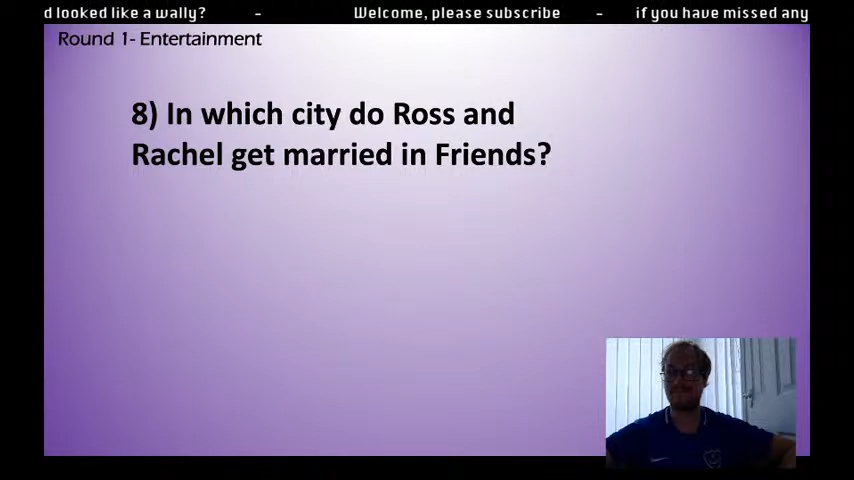 d looked like a wally? - Welcome, please subscribe - if you have missed any
Round 1- Entertainment
8) In which city do Ross and
Rachel get married in Friends?